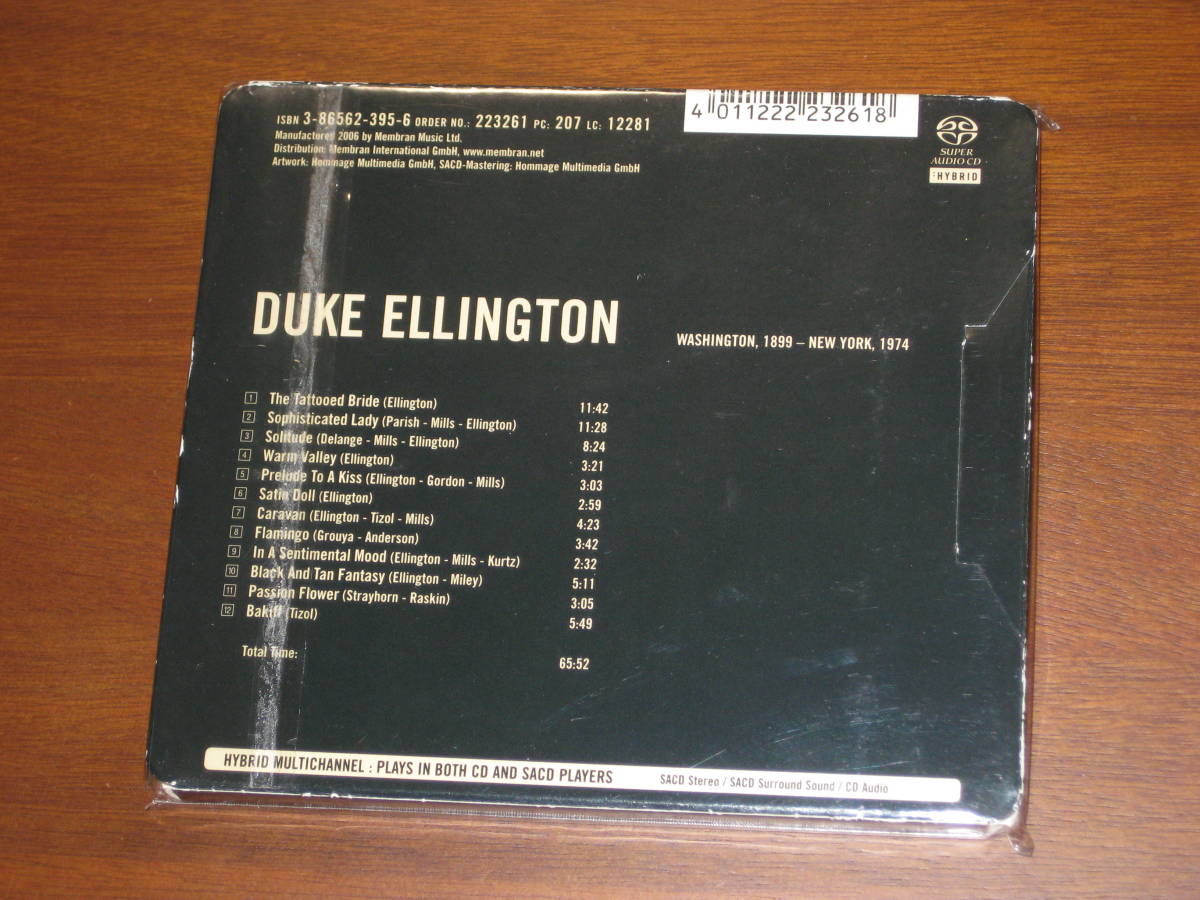 ISBN 3-86562-395-6 ORDER NO.: 223261 PC: 207 LC: 12281
Manufactured 2006 by Membran Music Ltd.
Distribution: Membran International GmbH, www.membran.net
Artwork: Hommage Multimedia GmbH, SACD-Mastering: Hommage Multimedia GmbH
4 011222 232618
SUPER
AUDIO CD
HYBRID
DUKE ELLINGTON
WASHINGTON, 1899 – NEW YORK, 1974
1 The Tattooed Bride (Ellington) 11:42
2 Sophisticated Lady (Parish - Mills - Ellington) 11:28
3 Solitude (Delange - Mills - Ellington) 8:24
4 Warm Valley (Ellington) 3:21
5 Prelude To A Kiss (Ellington - Gordon - Mills) 3:03
6 Satin Doll (Ellington) 2:59
7 Caravan (Ellington - Tizol - Mills) 4:23
8 Flamingo (Grouya - Anderson) 3:42
9 In A Sentimental Mood (Ellington - Mills - Kurtz) 2:32
10 Black And Tan Fantasy (Ellington - Miley) 5:11
11 Passion Flower (Strayhorn - Raskin) 3:05
12 Bakiff (Tizol) 5:49
Total Time: 65:52
HYBRID MULTICHANNEL : PLAYS IN BOTH CD AND SACD PLAYERS SACD Stereo / SACD Surround Sound / CD Audio